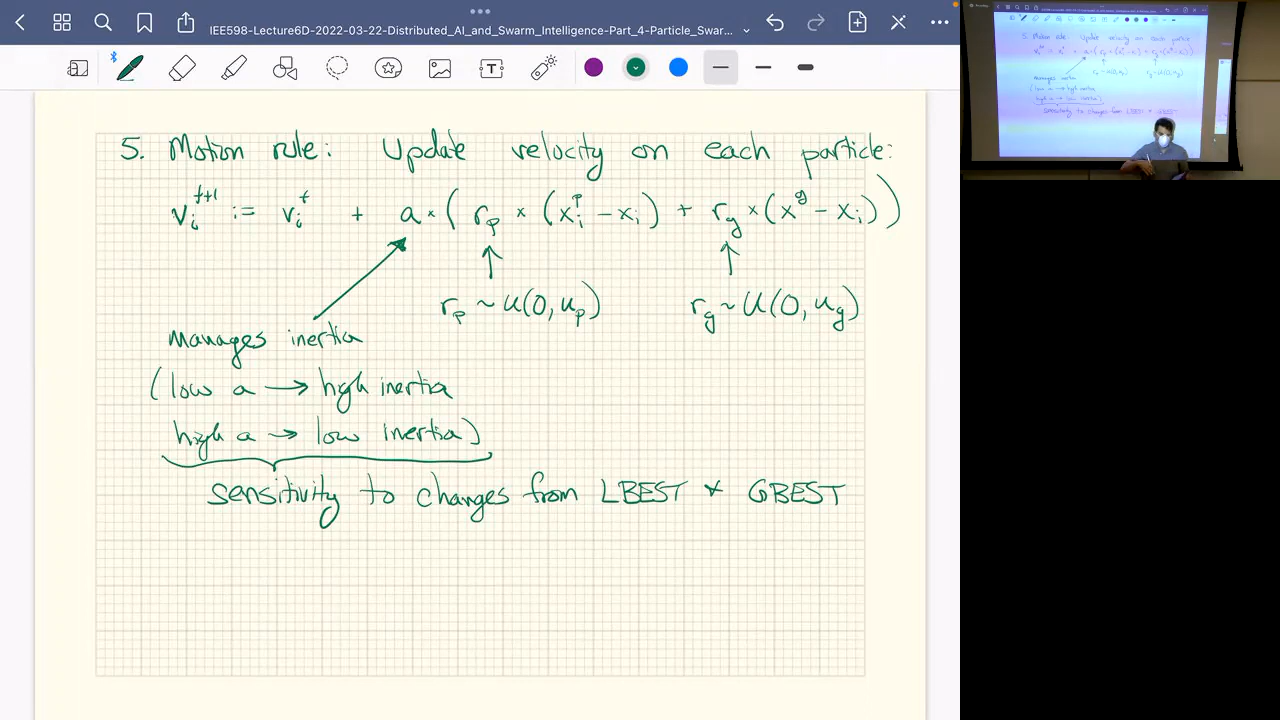 IEE598-Lecture6D-2022-03-22-Distributed_AI_and_Swarm_Intelligence-Part_4-Particle_Swar...
5. Motion rule: Update velocity on each particle:
v_i^{t+1} := v_i^t + a × ( r_p × (x_i^p − x_i) + r_g × (x^g − x_i) )
r_p ~ U(0, u_p) r_g ~ U(0, u_g)
manages inertia
(low a → high inertia
high a → low inertia)
sensitivity to changes from LBEST & GBEST